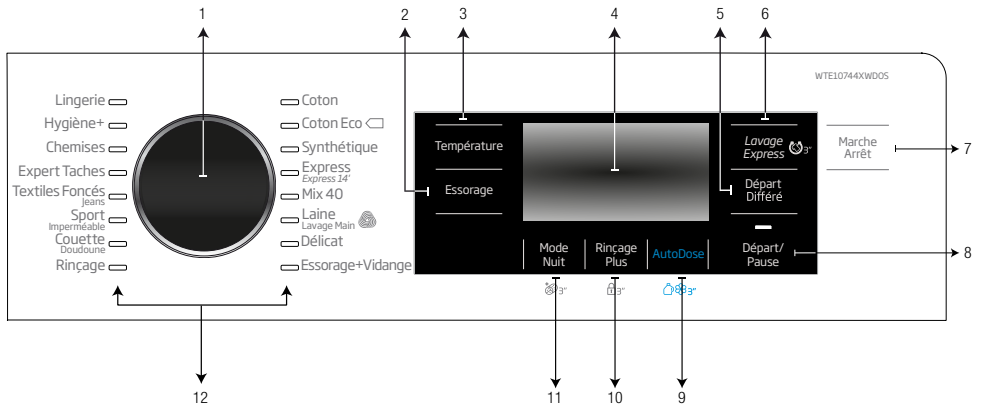 1
2
3
4
5
6
WTE10744XWDOS
Lingerie
Hygiène+
Chemises
Expert Taches
Textiles Foncés
Jeans
Sport
Imperméable
Couette
Doudoune
Rinçage
Coton
Coton Eco
Synthétique
Express
Express 14'
Mix 40
Laine
Lavage Main
Délicat
Essorage+Vidange
Température
Essorage
Lavage
Express
3"
Départ
Différé
Marche
Arrêt
7
Mode
Nuit
Rinçage
Plus
AutoDose
Départ/
Pause
8
3"
3"
3"
12
11
10
9